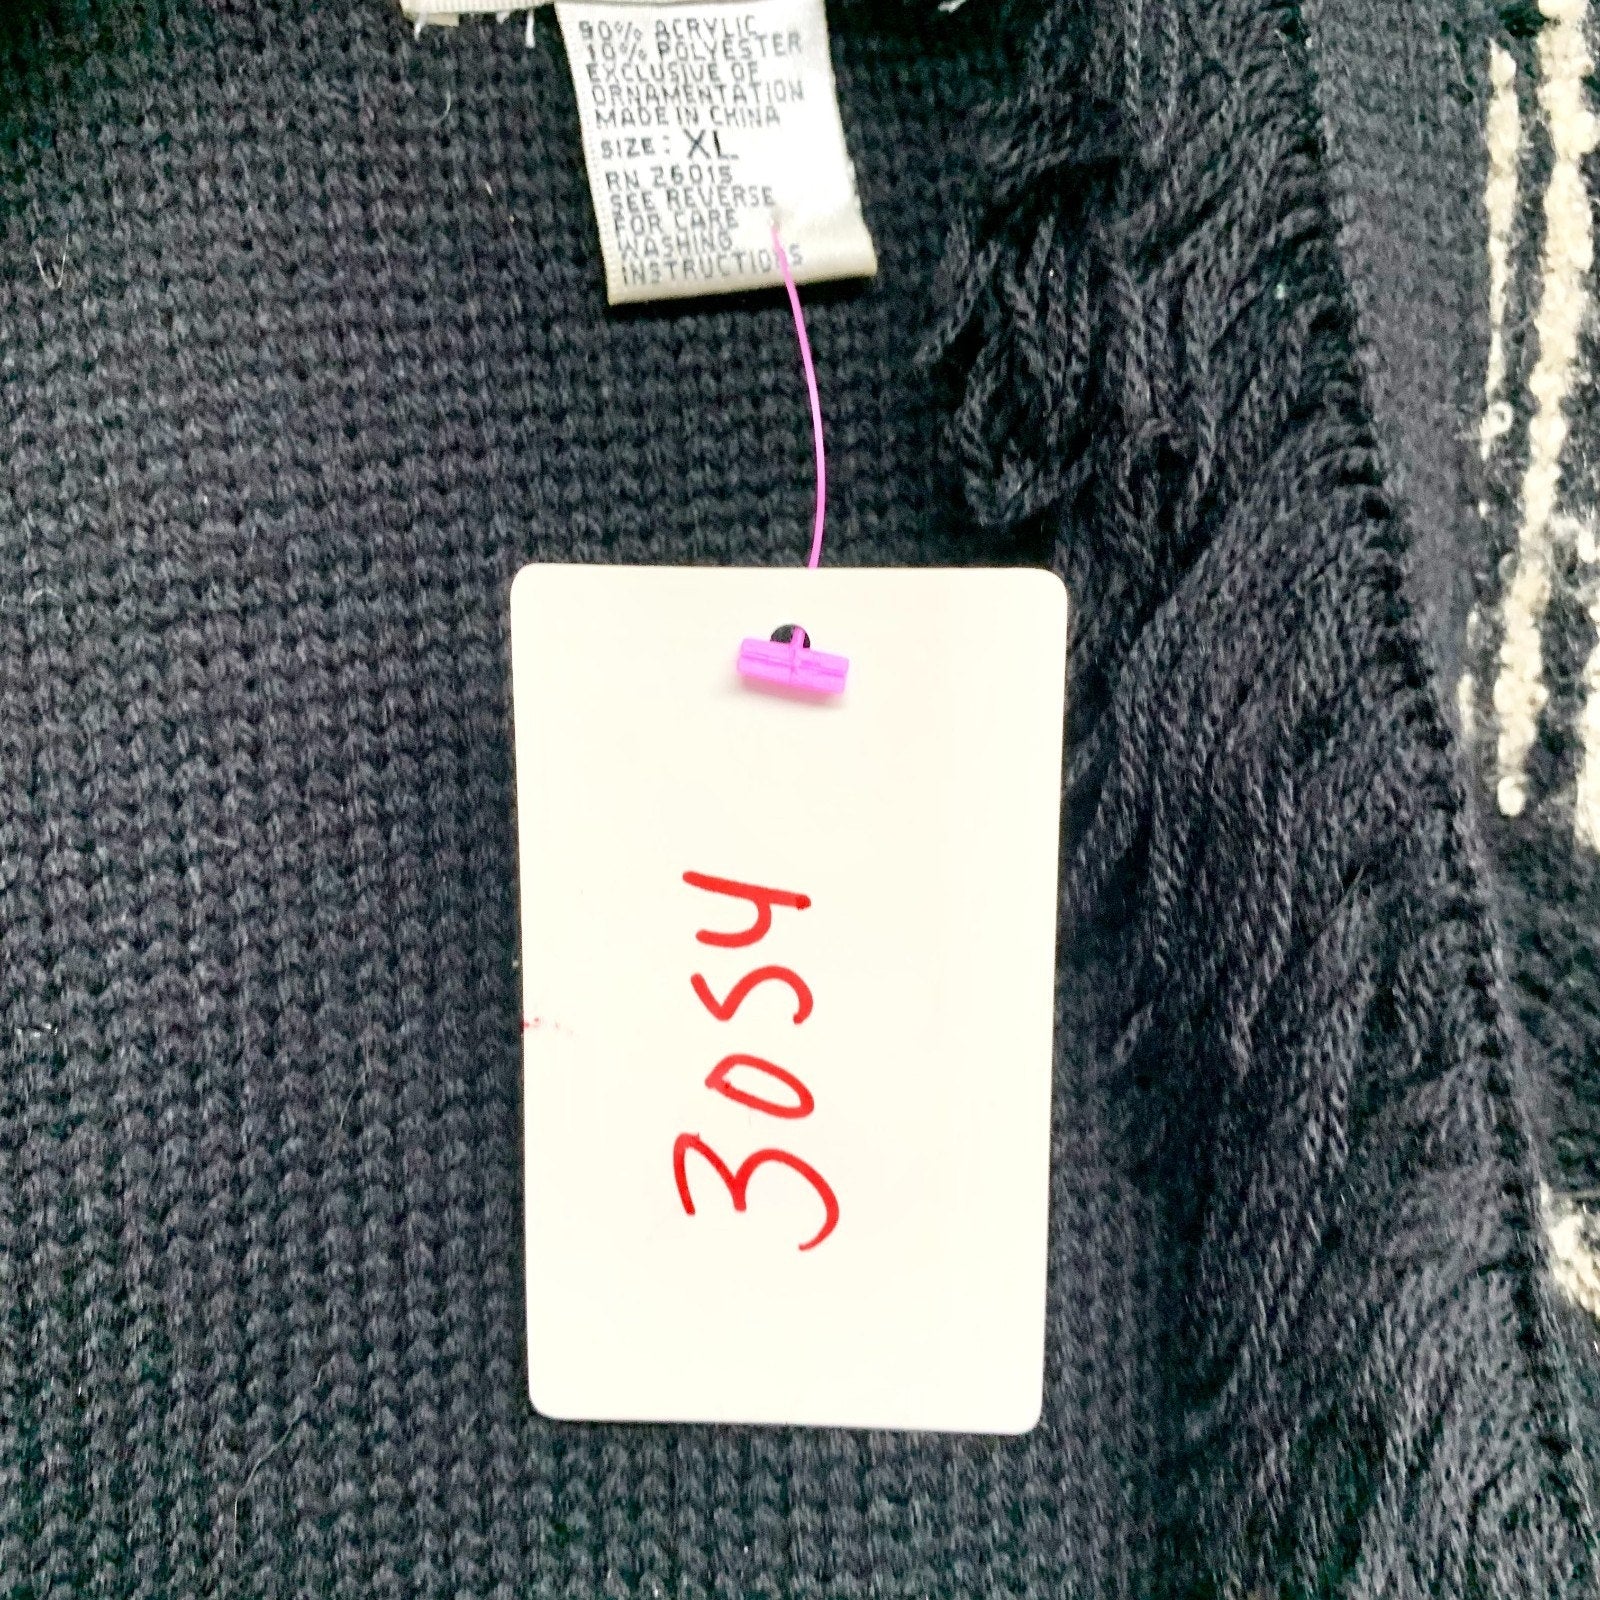 90% ACRYLIC
10% POLYESTER
EXCLUSIVE OF
ORNAMENTATION
MADE IN CHINA
SIZE: XL
RN 26015
SEE REVERSE
FOR CARE
WASHING
INSTRUCTIONS
3054